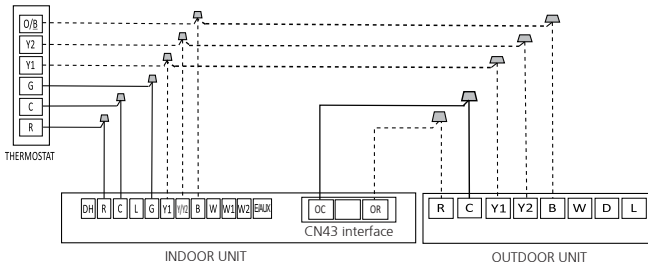 O/B
Y2
Y1
G
C
R
THERMOSTAT
DH R C L G Y1 Y/Y2 B W W1 W2 E/AUX
OC OR
CN43 interface
R C Y1 Y2 B W D L
INDOOR UNIT
OUTDOOR UNIT